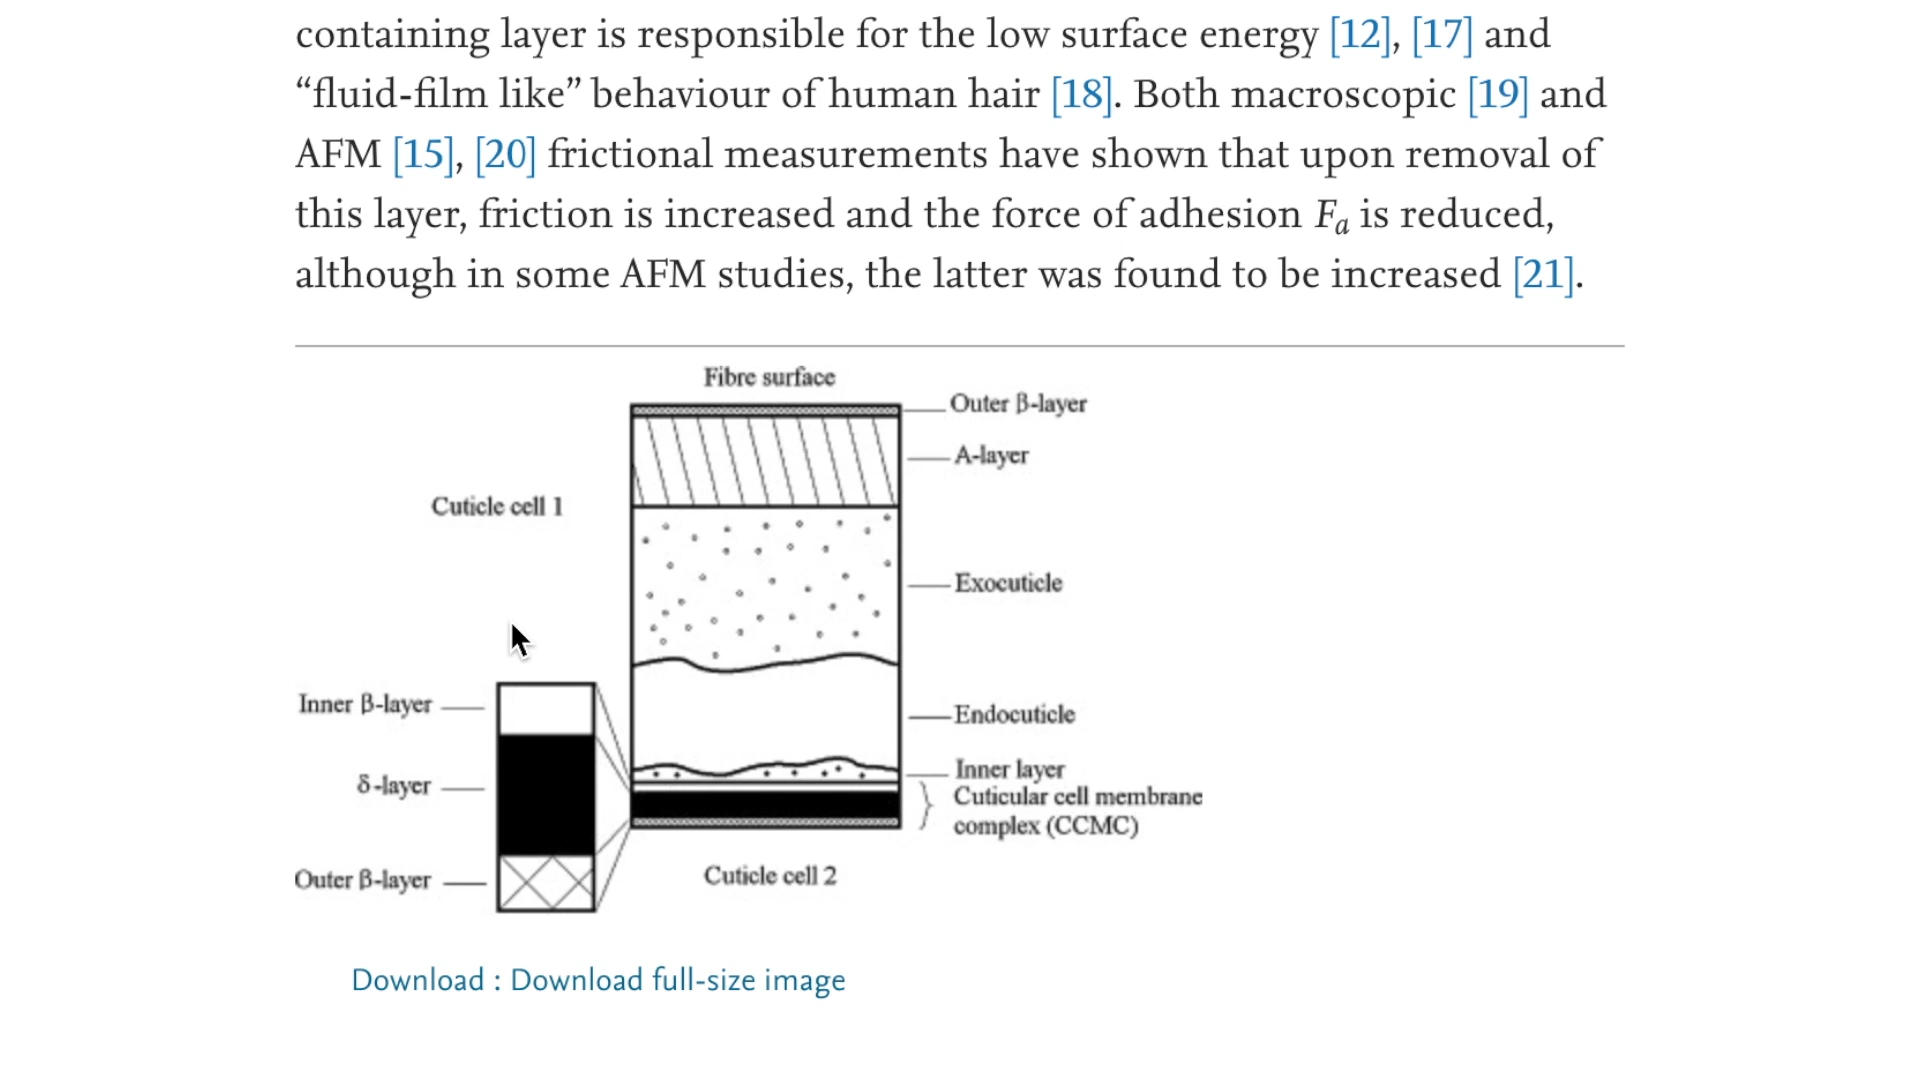 containing layer is responsible for the low surface energy [12], [17] and
“fluid-film like” behaviour of human hair [18]. Both macroscopic [19] and
AFM [15], [20] frictional measurements have shown that upon removal of
this layer, friction is increased and the force of adhesion Fa is reduced,
although in some AFM studies, the latter was found to be increased [21].
Fibre surface
Outer β-layer
A-layer
Cuticle cell 1
Exocuticle
Inner β-layer
Endocuticle
δ-layer
Inner layer
Cuticular cell membrane
complex (CCMC)
Outer β-layer
Cuticle cell 2
Download : Download full-size image